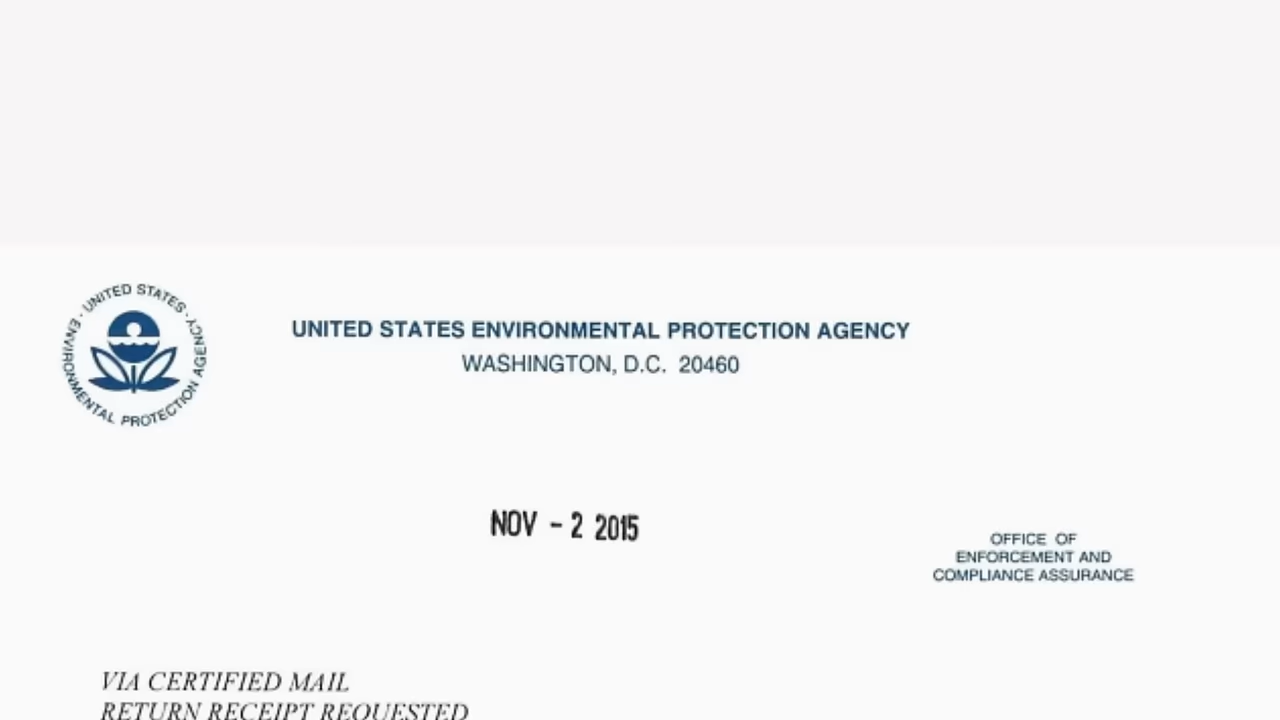 · UNITED STATES · ENVIRONMENTAL PROTECTION AGENCY
UNITED STATES ENVIRONMENTAL PROTECTION AGENCY
WASHINGTON, D.C. 20460
NOV - 2 2015
OFFICE OF
ENFORCEMENT AND
COMPLIANCE ASSURANCE
VIA CERTIFIED MAIL
RETURN RECEIPT REQUESTED